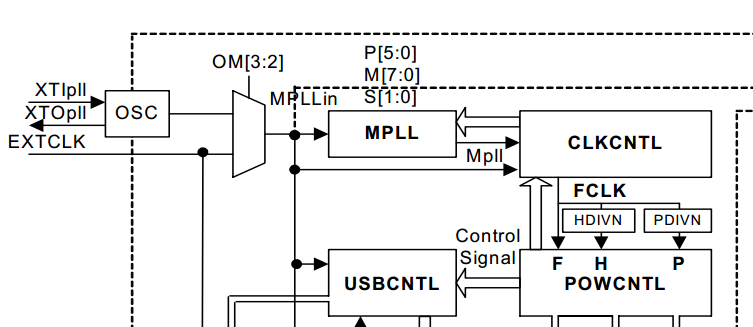 P[5:0]
OM[3:2]
M[7:0]
XTIpll
MPLLin
S[1:0]
XTOpll
OSC
EXTCLK
MPLL
CLKCNTL
Mpll
FCLK
HDIVN
PDIVN
Control
Signal
F H P
USBCNTL
POWCNTL